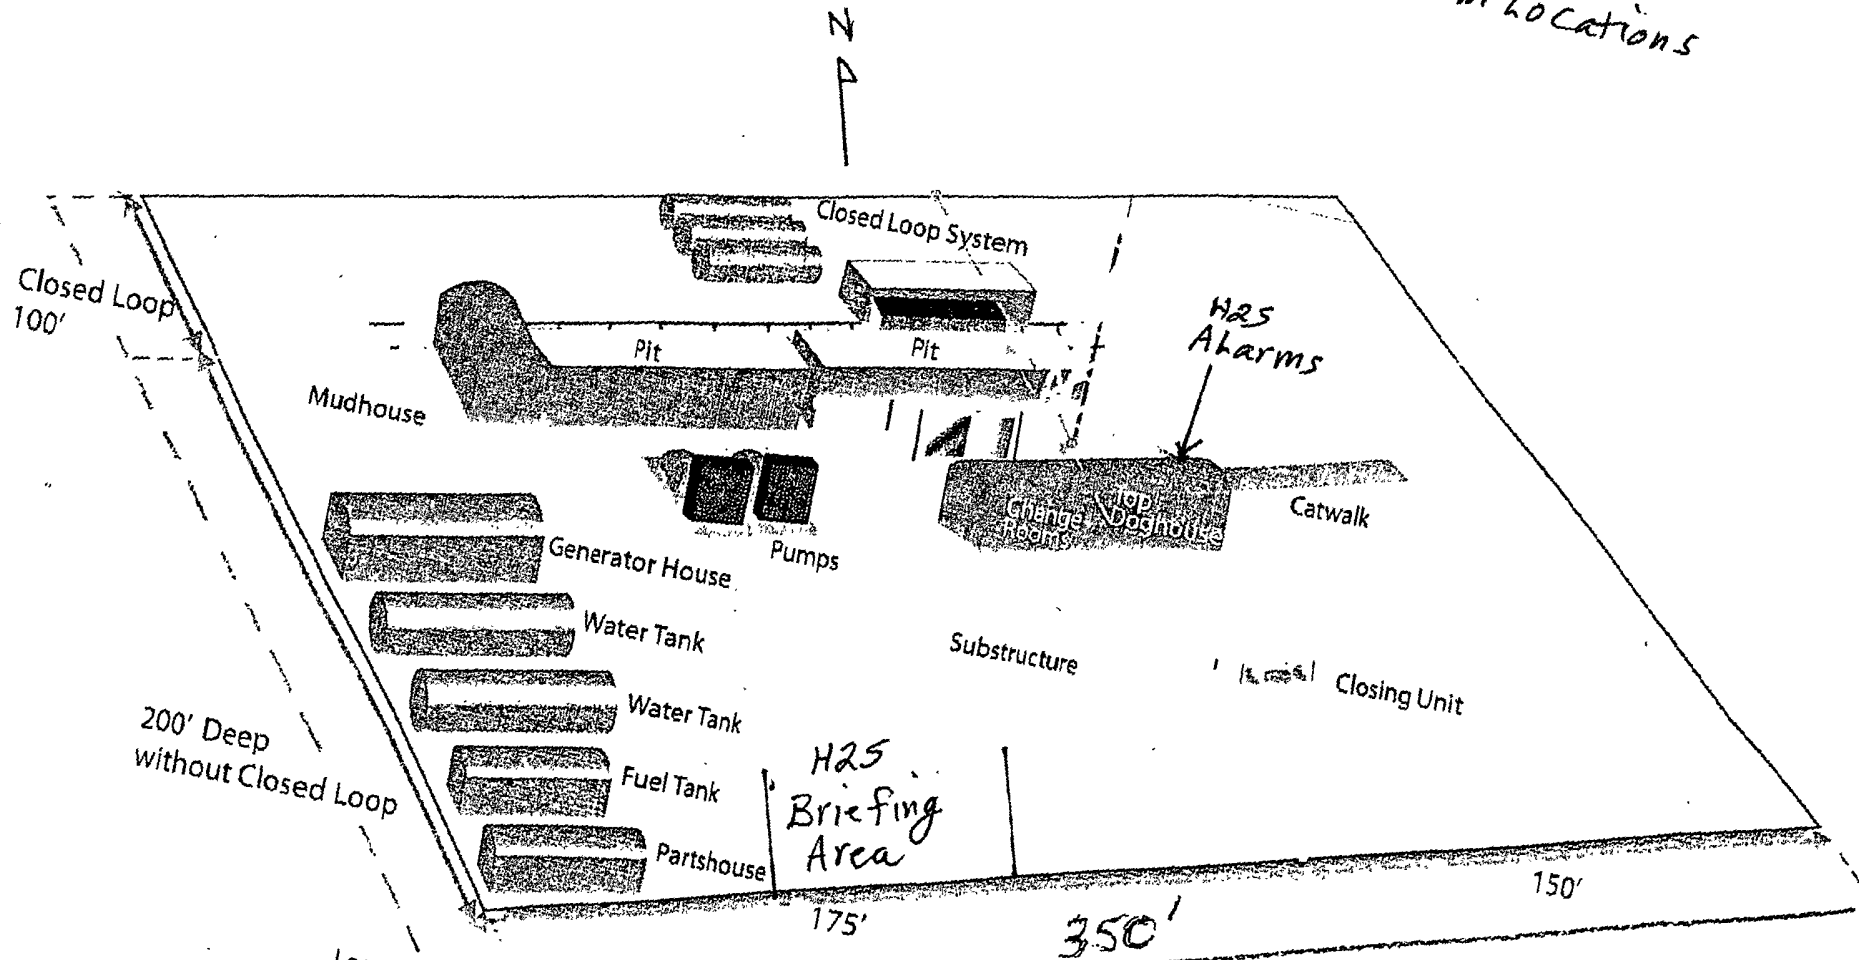 N
Locations
Closed Loop System
Closed Loop
100'
H2S
Alarms
Pit
Pit
Mudhouse
Top
Doghouse
Change
Rooms
Catwalk
Pumps
Generator House
Water Tank
Substructure
Closing Unit
Water Tank
200' Deep
without Closed Loop
H2S
Briefing
Area
Fuel Tank
Partshouse
150'
175'
350'